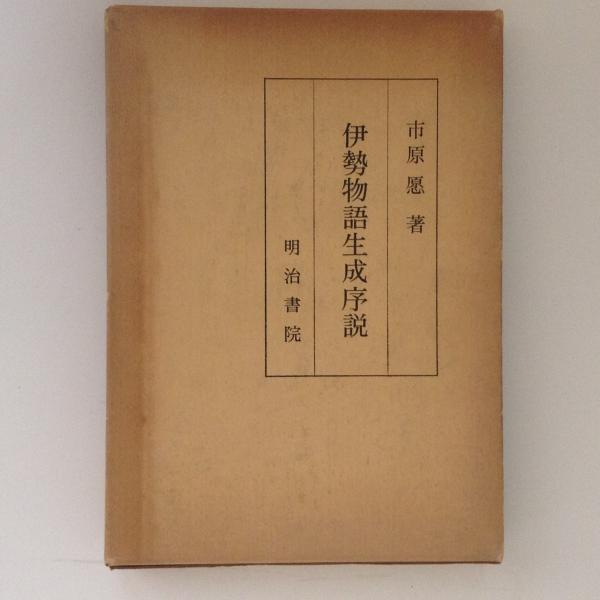 市原愿 著
伊勢物語生成序説
明治書院